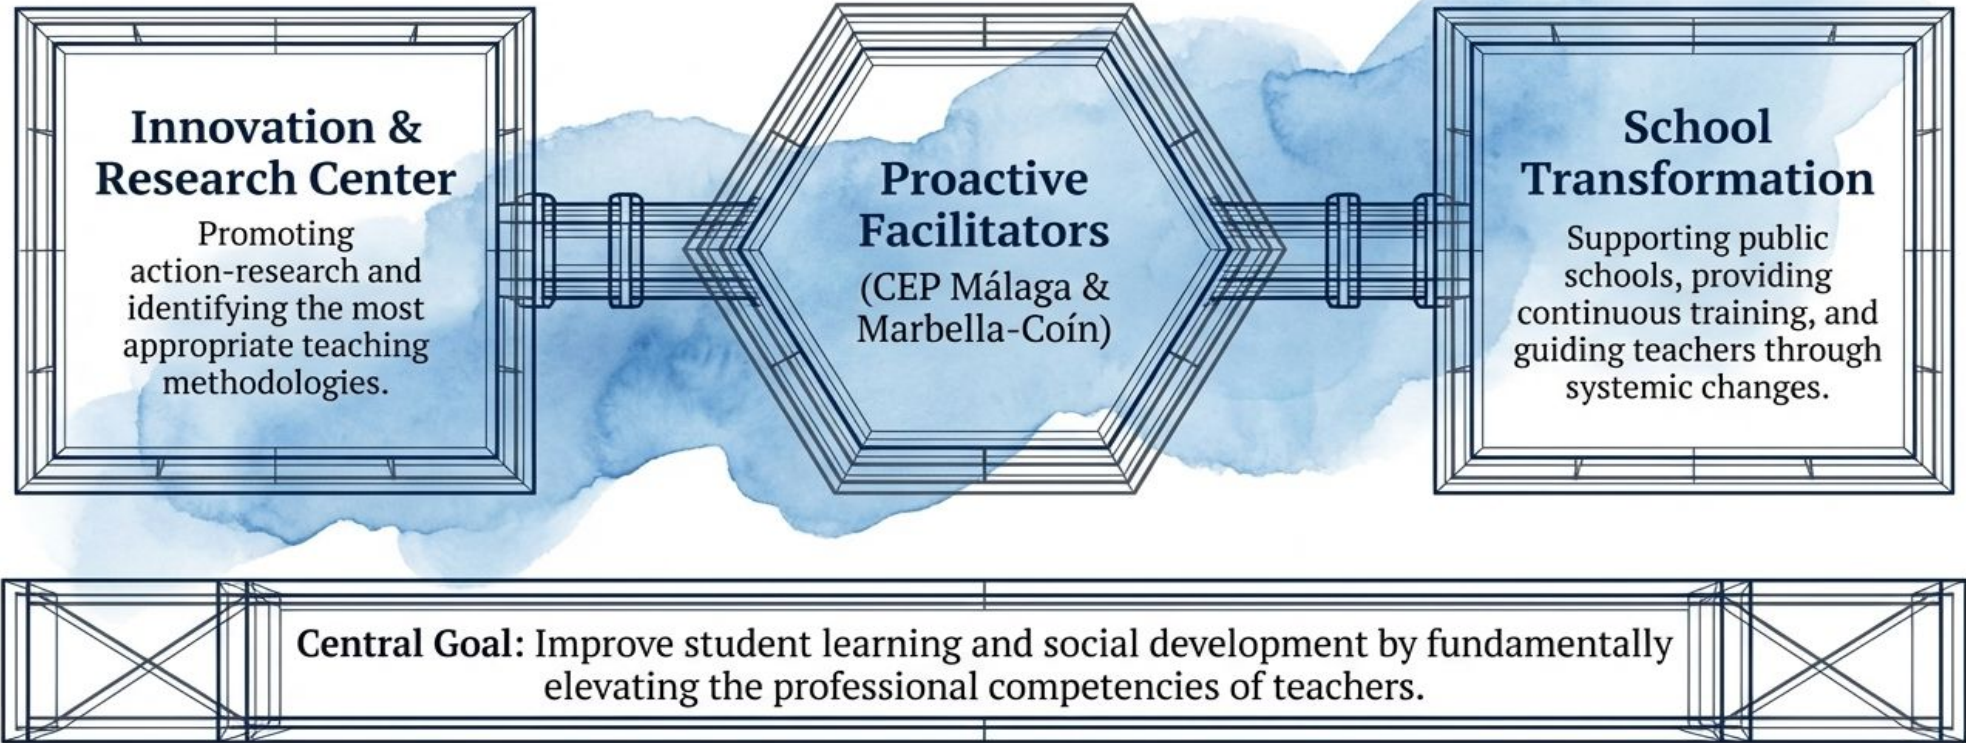 Innovation &
Research Center
Promoting
action-research and
identifying the most
appropriate teaching
methodologies.
Proactive
Facilitators
(CEP Málaga &
Marbella-Coín)
School
Transformation
Supporting public
schools, providing
continuous training, and
guiding teachers through
systemic changes.
Central Goal: Improve student learning and social development by fundamentally
elevating the professional competencies of teachers.